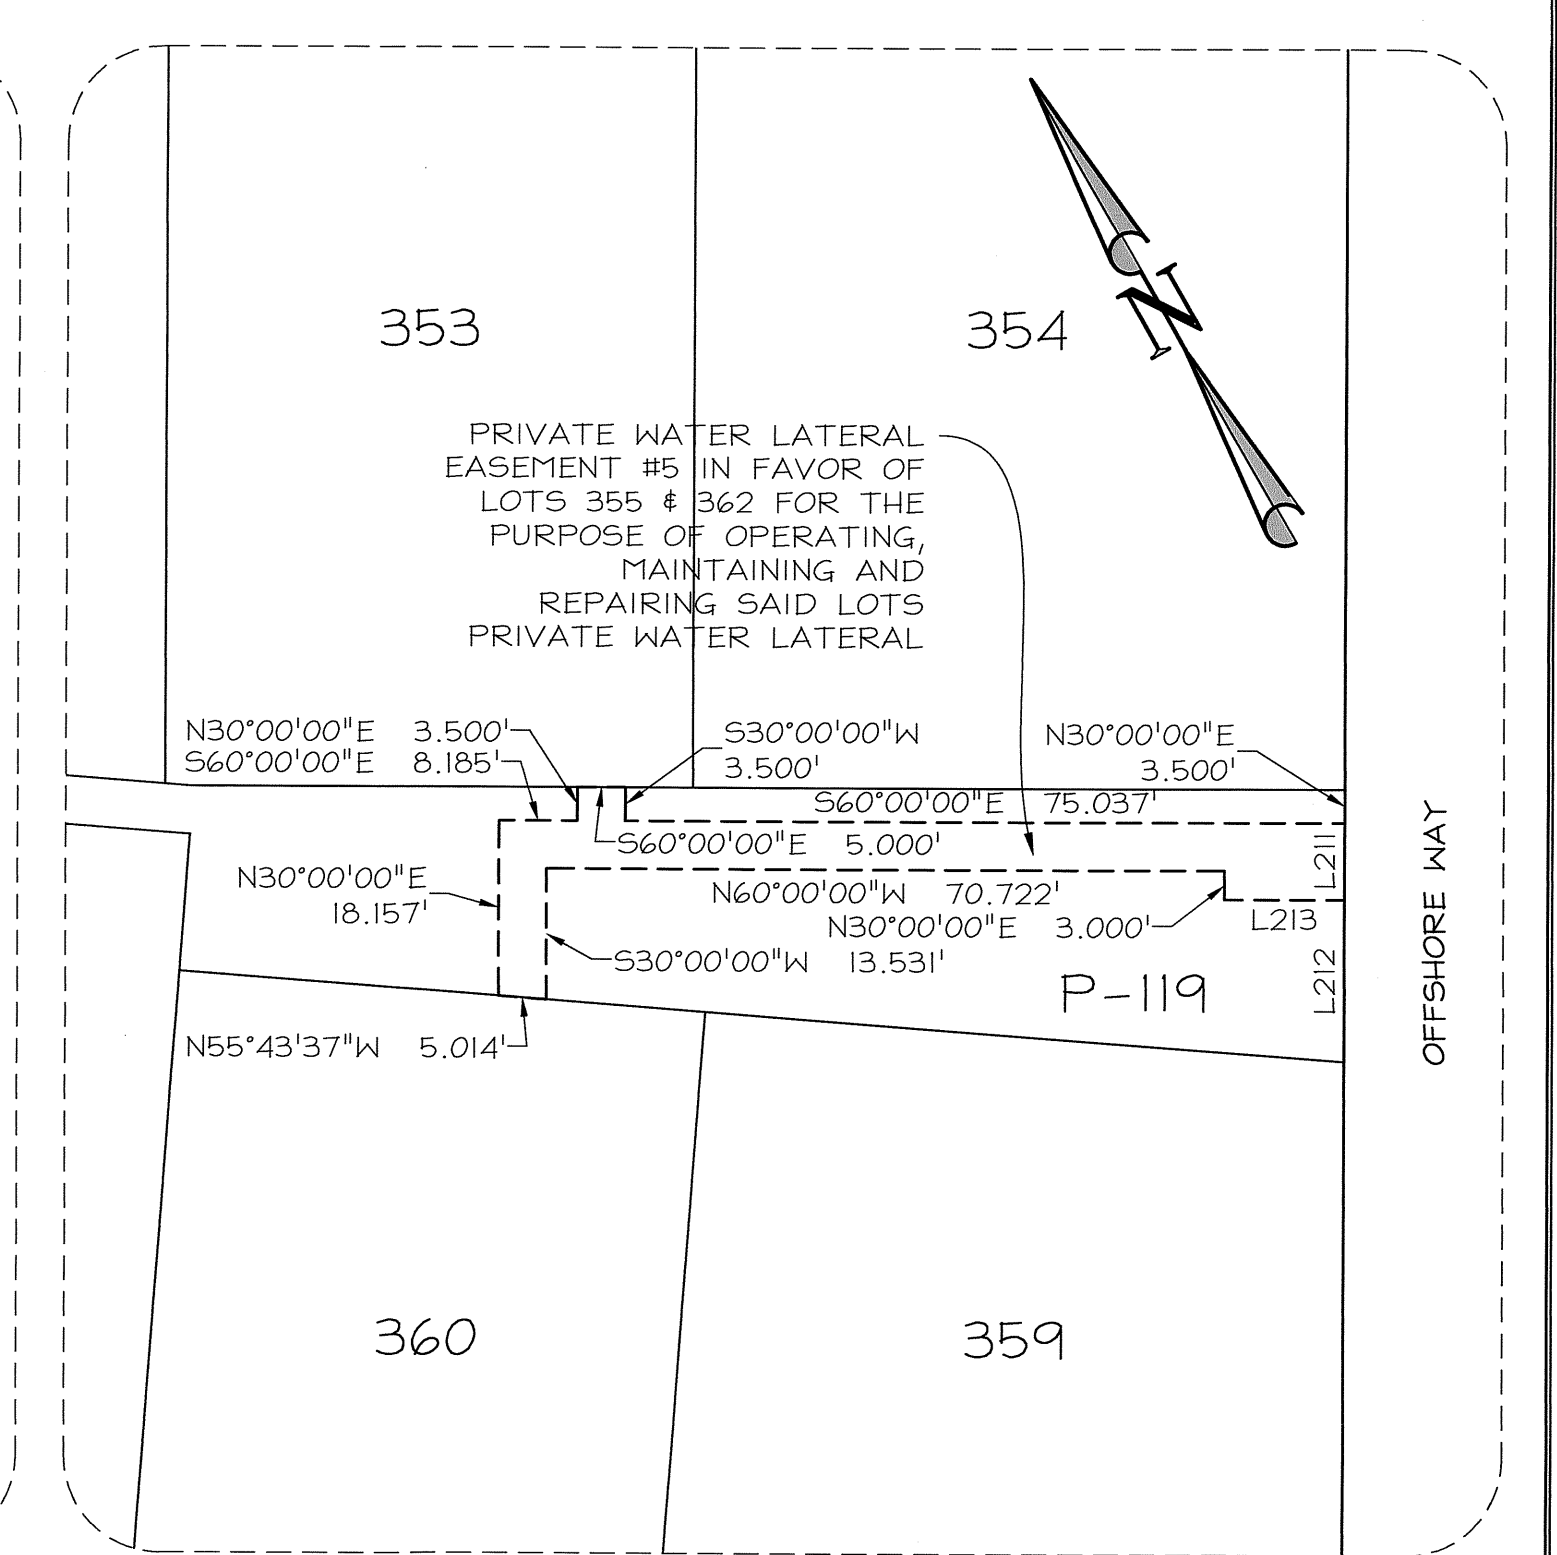 N
353
354
PRIVATE WATER LATERAL
EASEMENT #5 IN FAVOR OF
LOTS 355 & 362 FOR THE
PURPOSE OF OPERATING,
MAINTAINING AND
REPAIRING SAID LOTS
PRIVATE WATER LATERAL
N30°00'00"E 3.500'
S60°00'00"E 8.185'
S30°00'00"W
3.500'
N30°00'00"E
3.500'
S60°00'00"E 75.037'
S60°00'00"E 5.000'
L211
N30°00'00"E
18.157'
N60°00'00"W 70.722'
N30°00'00"E 3.000'
L213
S30°00'00"W 13.531'
P-119
L212
OFFSHORE WAY
N55°43'37"W 5.014'
360
359